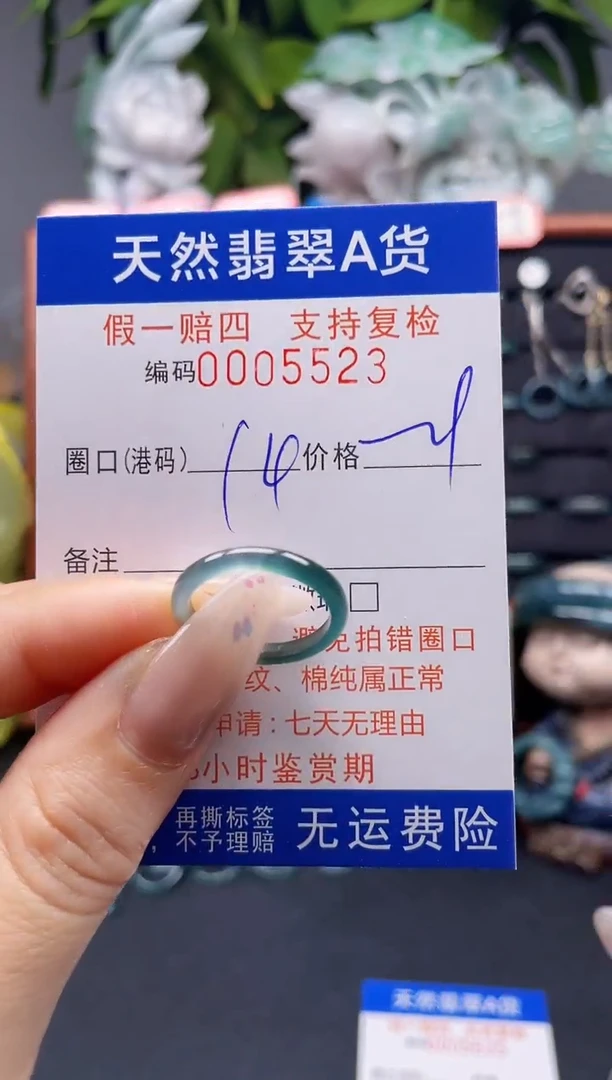 天然翡翠A货
假一赔四 支持复检
编码0005523
圈口(港码) 14 价格
备注
避免拍错圈口
纹、棉纯属正常
申请:七天无理由
小时鉴赏期
再撕标签
,不予理赔
无运费险
天然翡翠A货